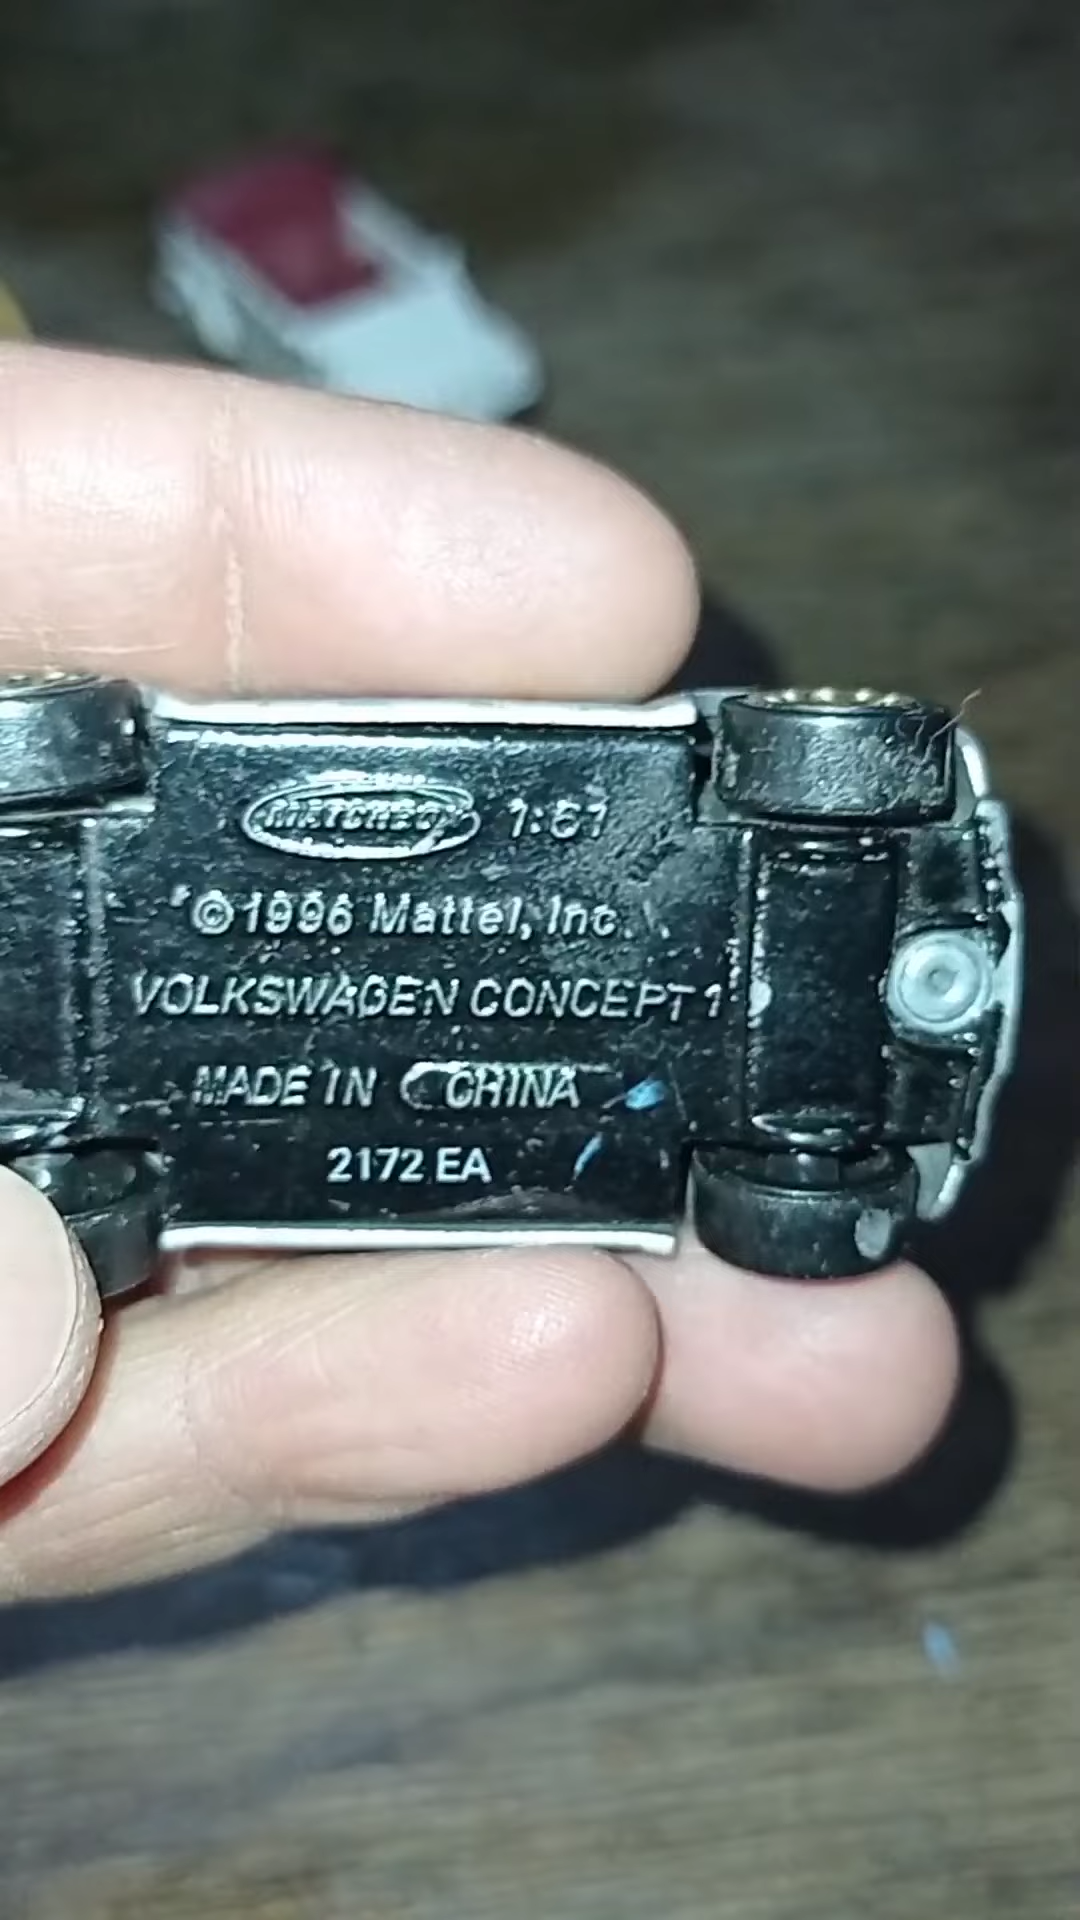 MATCHBOX 1:61
©1996 Mattel, Inc.
VOLKSWAGEN CONCEPT 1
MADE IN CHINA
2172 EA